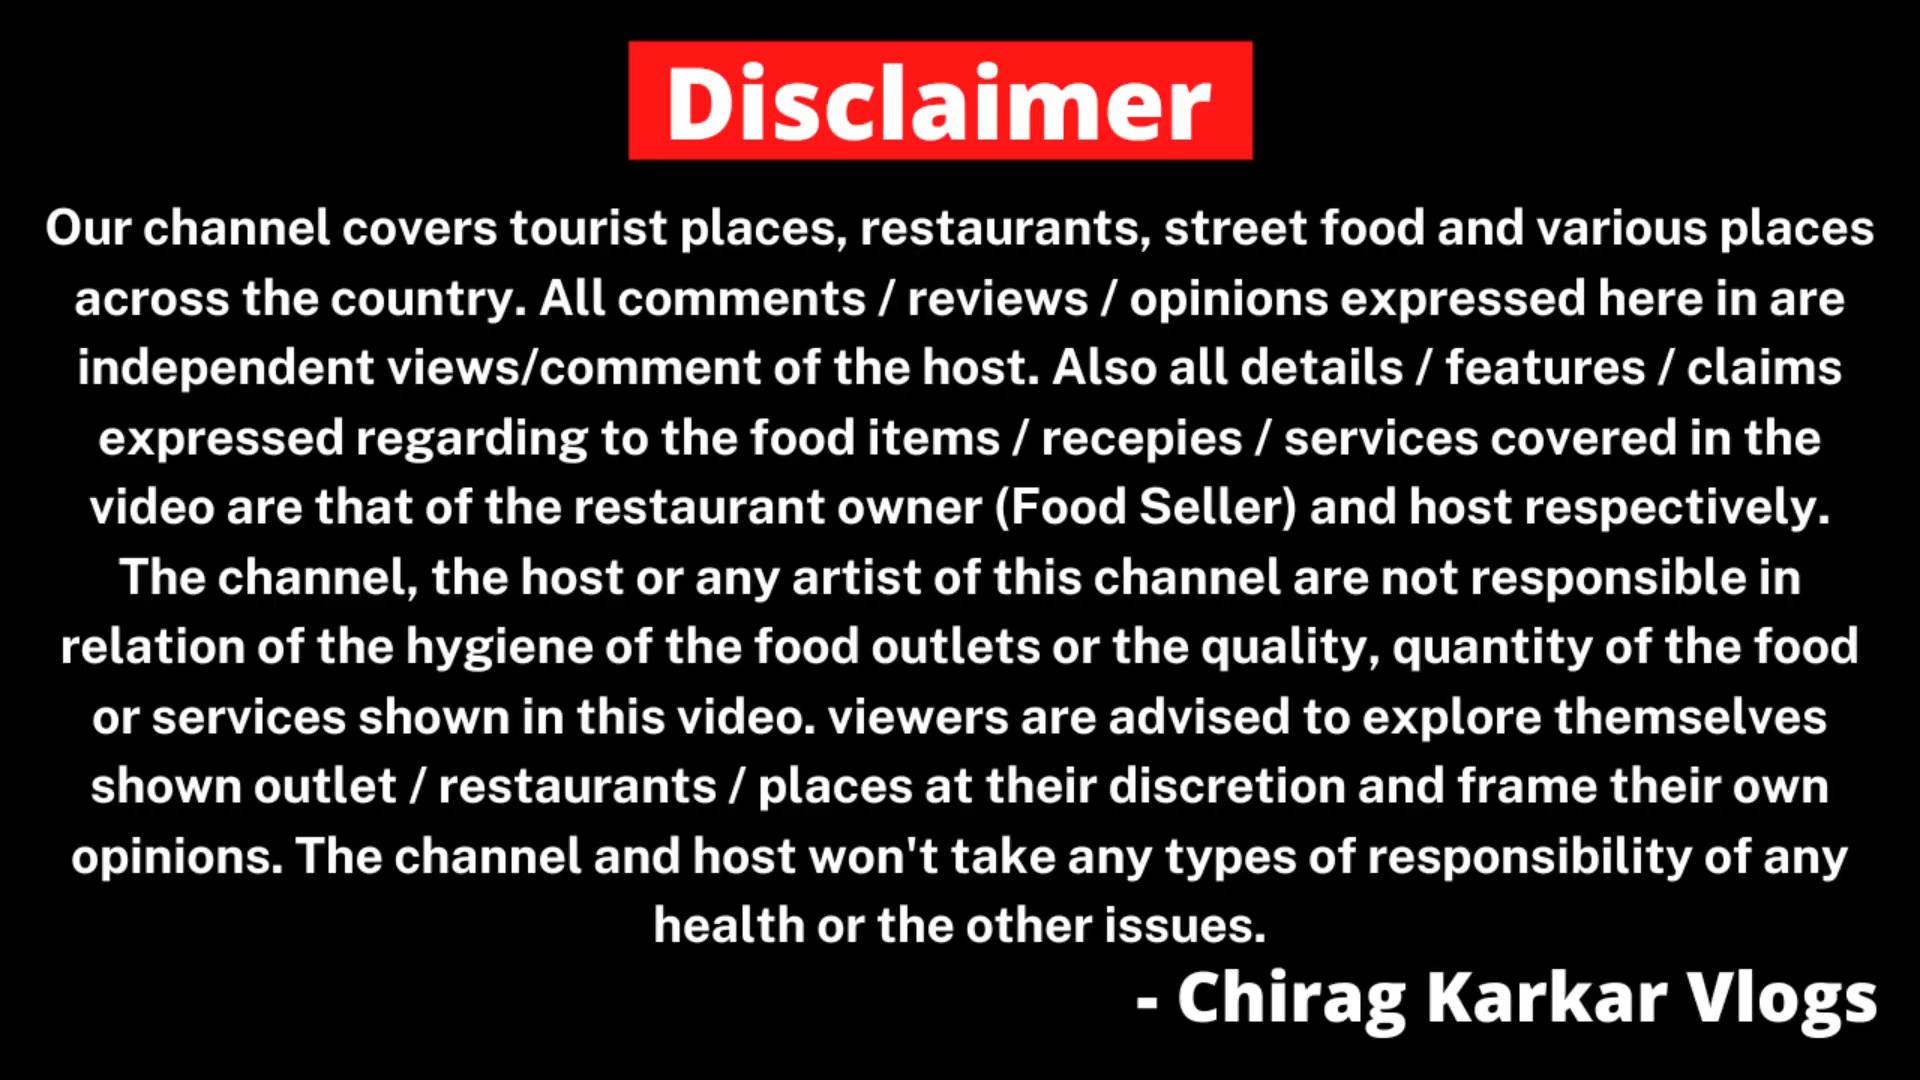 Disclaimer
Our channel covers tourist places, restaurants, street food and various places
across the country. All comments / reviews / opinions expressed here in are
independent views/comment of the host. Also all details / features / claims
expressed regarding to the food items / recepies / services covered in the
video are that of the restaurant owner (Food Seller) and host respectively.
The channel, the host or any artist of this channel are not responsible in
relation of the hygiene of the food outlets or the quality, quantity of the food
or services shown in this video. viewers are advised to explore themselves
shown outlet / restaurants / places at their discretion and frame their own
opinions. The channel and host won't take any types of responsibility of any
health or the other issues.
- Chirag Karkar Vlogs